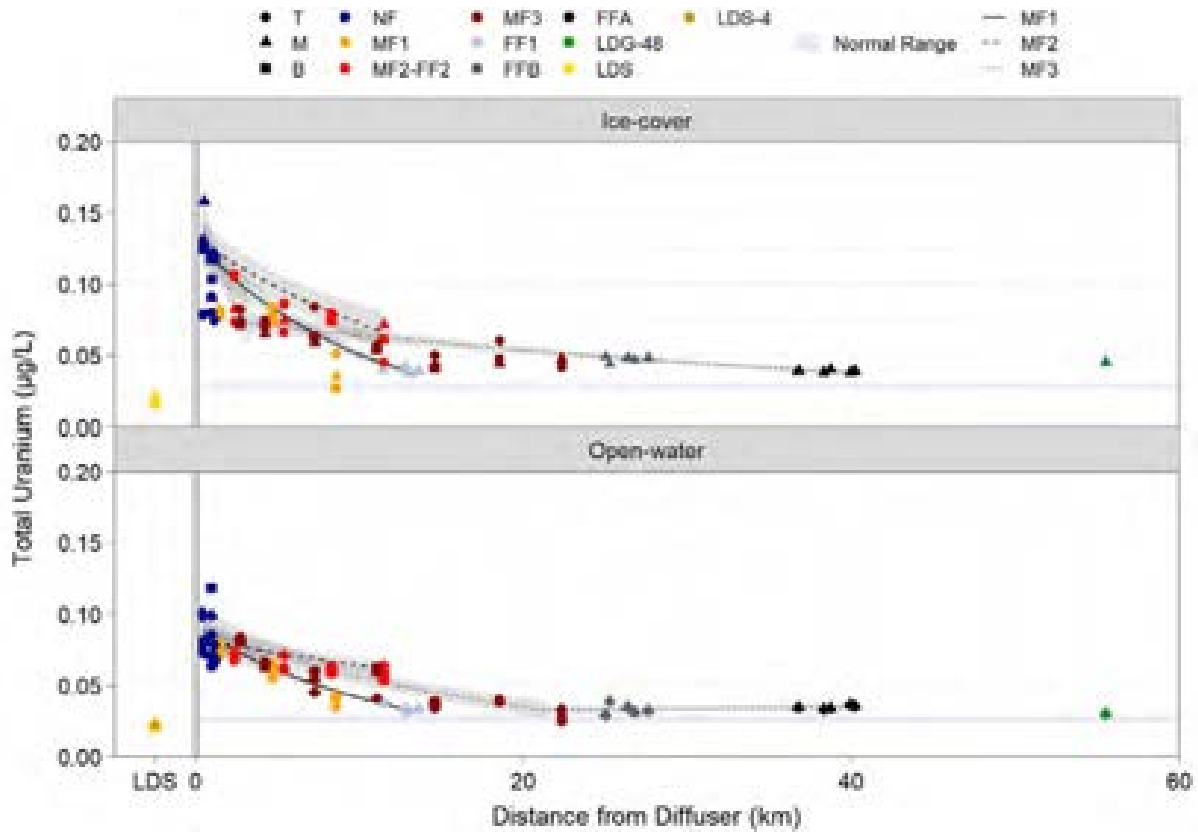 T NF MF3 FFA LDS-4 MF1
M MF1 FF1 LDG-48 Normal Range MF2
B MF2-FF2 FFB LDS MF3
Ice-cover
0.20
0.15
0.10
0.05
0.00
Open-water
0.20
0.15
0.10
0.05
0.00
Total Uranium (µg/L)
LDS 0 20 40 60
Distance from Diffuser (km)